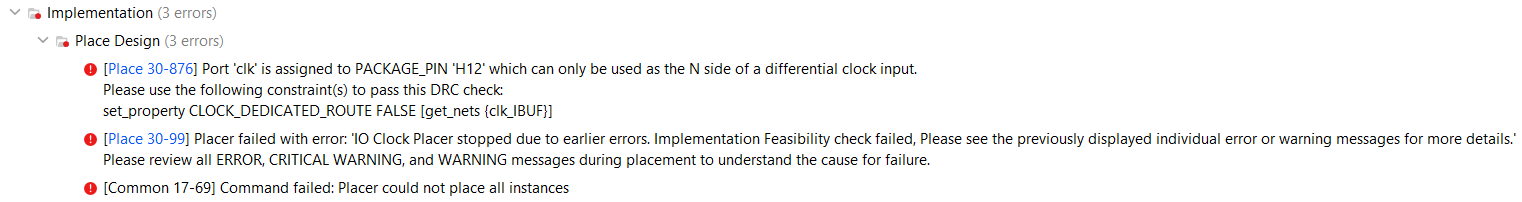 Implementation (3 errors)
Place Design (3 errors)
[Place 30-876] Port 'clk' is assigned to PACKAGE_PIN 'H12' which can only be used as the N side of a differential clock input.
Please use the following constraint(s) to pass this DRC check:
set_property CLOCK_DEDICATED_ROUTE FALSE [get_nets {clk_IBUF}]
[Place 30-99] Placer failed with error: 'IO Clock Placer stopped due to earlier errors. Implementation Feasibility check failed, Please see the previously displayed individual error or warning messages for more details.'
Please review all ERROR, CRITICAL WARNING, and WARNING messages during placement to understand the cause for failure.
[Common 17-69] Command failed: Placer could not place all instances